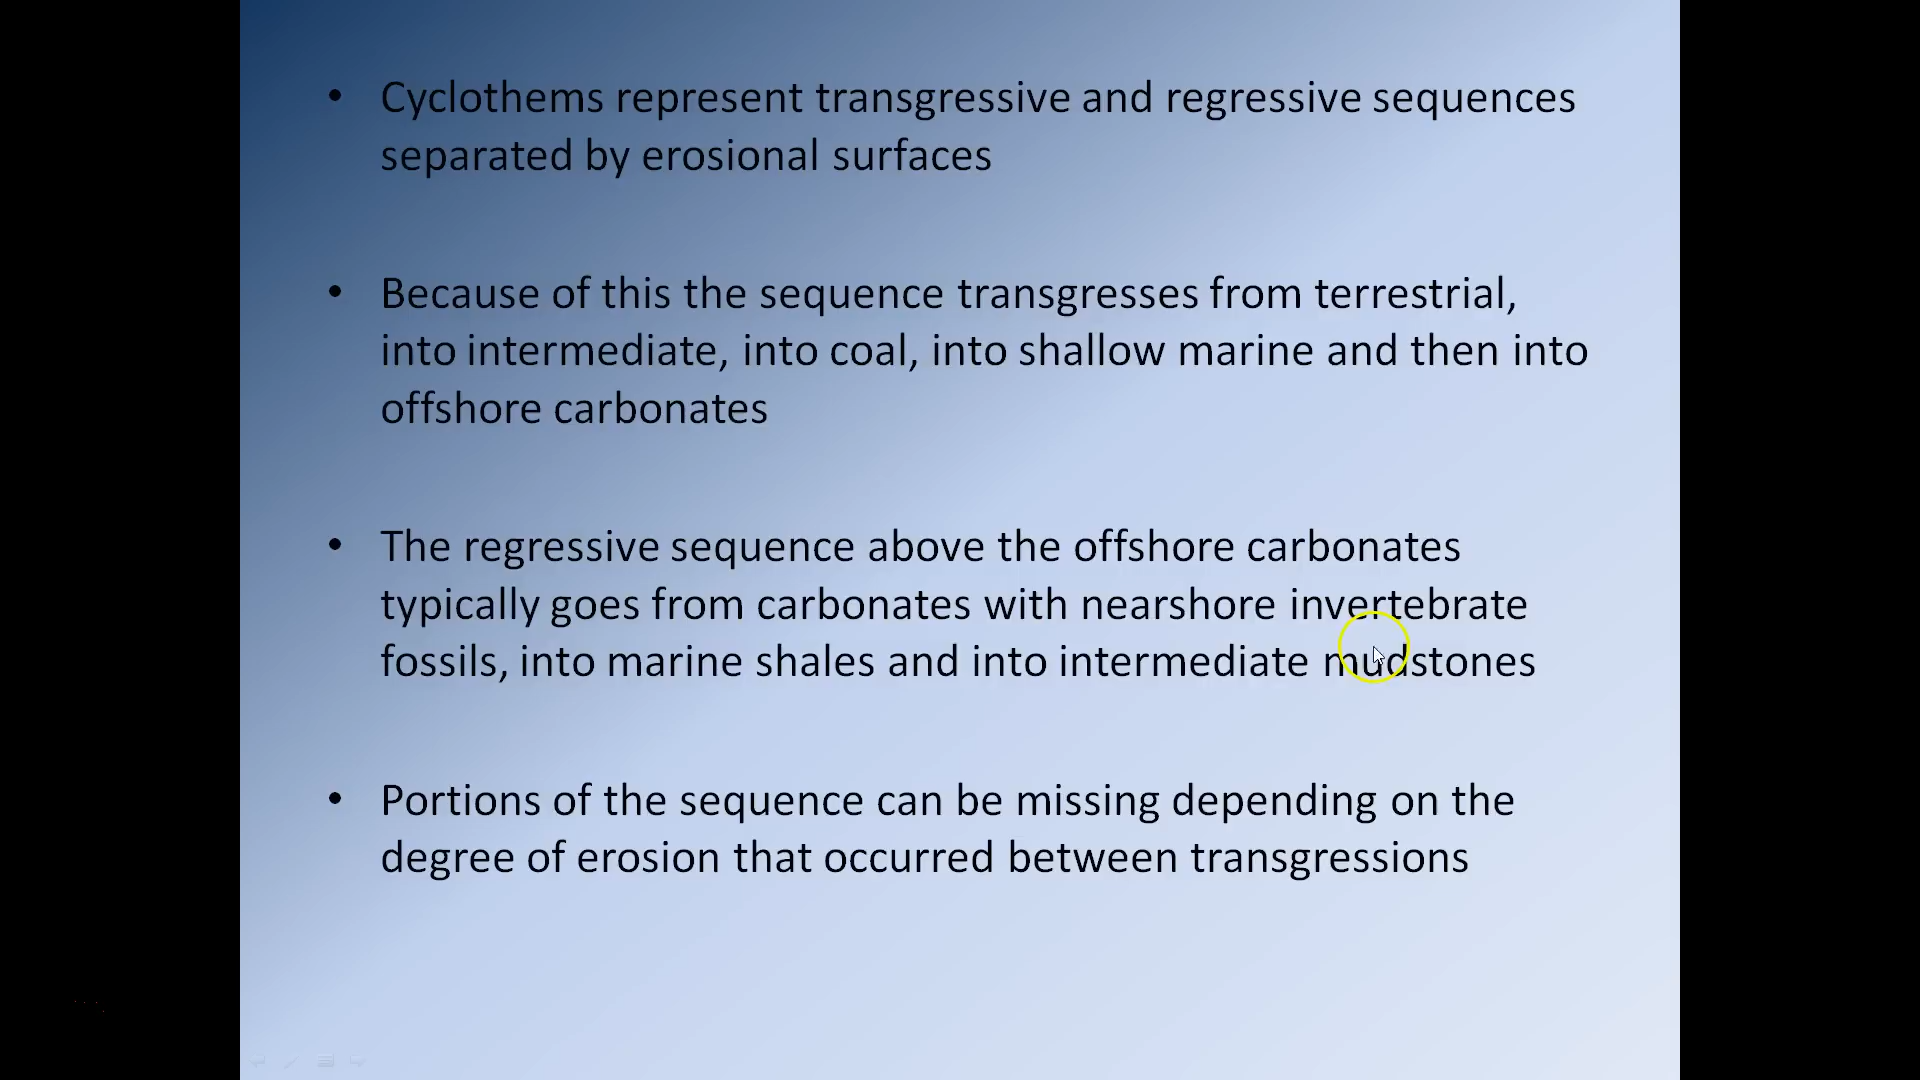 • Cyclothems represent transgressive and regressive sequences
separated by erosional surfaces
• Because of this the sequence transgresses from terrestrial,
into intermediate, into coal, into shallow marine and then into
offshore carbonates
• The regressive sequence above the offshore carbonates
typically goes from carbonates with nearshore invertebrate
fossils, into marine shales and into intermediate mudstones
• Portions of the sequence can be missing depending on the
degree of erosion that occurred between transgressions